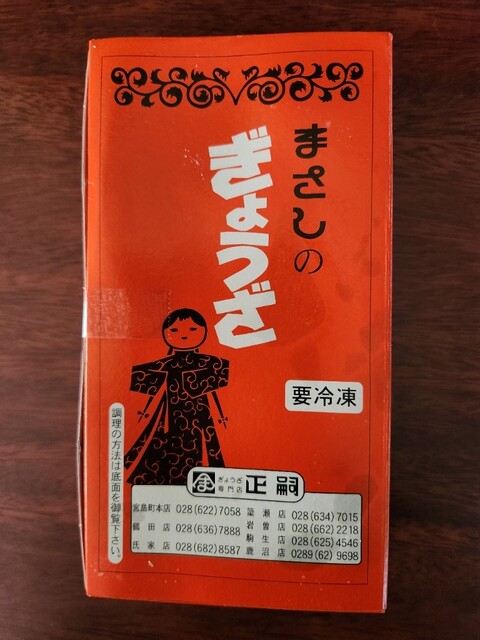 まさしの
ぎょうざ
要冷凍
調理の方法は底面を御覧下さい。
ぎょうざ
専門店
正嗣
宮島町本店 028(622)7058
鶴田店 028(636)7888
氏家店 028(682)8587
簗瀬店 028(634)7015
岩曽店 028(662)2218
駒生店 028(625)4546
鹿沼店 0289(62)9698